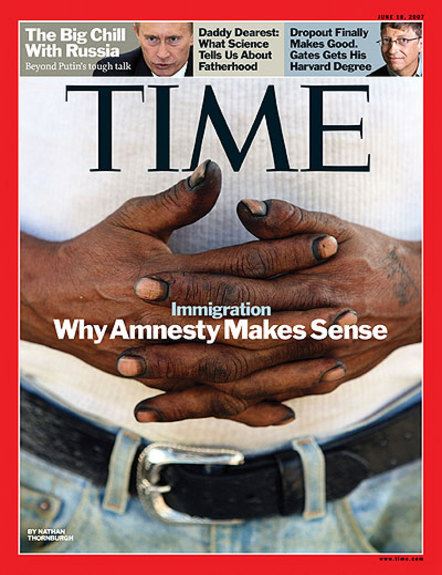 JUNE 18, 2007
The Big Chill
With Russia
Beyond Putin's tough talk
Daddy Dearest:
What Science
Tells Us About
Fatherhood
Dropout Finally
Makes Good.
Gates Gets His
Harvard Degree
TIME
Immigration
Why Amnesty Makes Sense
BY NATHAN
THORNBURGH
www.time.com